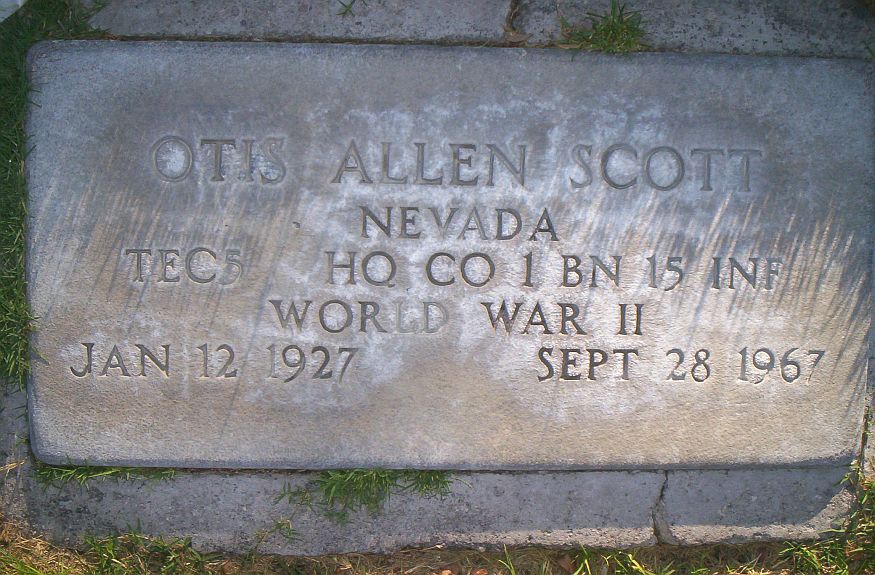 OTIS ALLEN SCOTT
NEVADA
TEC5 HQ CO 1 BN 15 INF
WORLD WAR II
JAN 12 1927 SEPT 28 1967